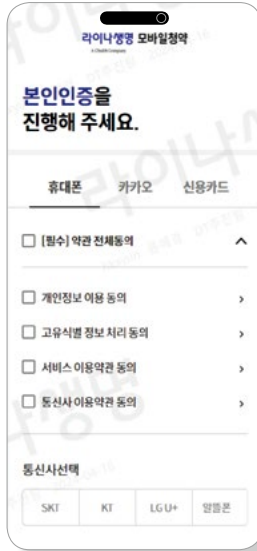 라이나생명 모바일청약
본인인증을
진행해 주세요.
휴대폰 카카오 신용카드
[필수] 약관 전체동의
개인정보 이용 동의
고유식별 정보 처리 동의
서비스 이용약관 동의
통신사 이용약관 동의
통신사선택
SKT KT LG U+ 알뜰폰